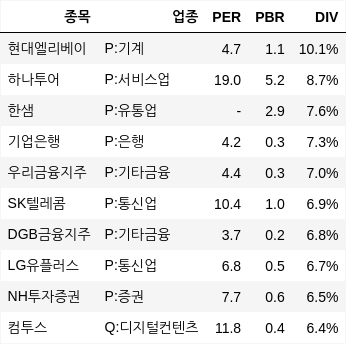 종목 업종 PER PBR DIV
현대엘리베이 P:기계 4.7 1.1 10.1%
하나투어 P:서비스업 19.0 5.2 8.7%
한샘 P:유통업 - 2.9 7.6%
기업은행 P:은행 4.2 0.3 7.3%
우리금융지주 P:기타금융 4.4 0.3 7.0%
SK텔레콤 P:통신업 10.4 1.0 6.9%
DGB금융지주 P:기타금융 3.7 0.2 6.8%
LG유플러스 P:통신업 6.8 0.5 6.7%
NH투자증권 P:증권 7.7 0.6 6.5%
컴투스 Q:디지털컨텐츠 11.8 0.4 6.4%